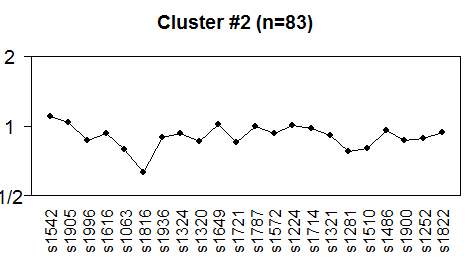 Cluster #2 (n=83)
2
1
1/2
s1542
s1905
s1996
s1616
s1063
s1816
s1936
s1324
s1320
s1649
s1721
s1787
s1572
s1224
s1714
s1321
s1281
s1510
s1486
s1900
s1252
s1822